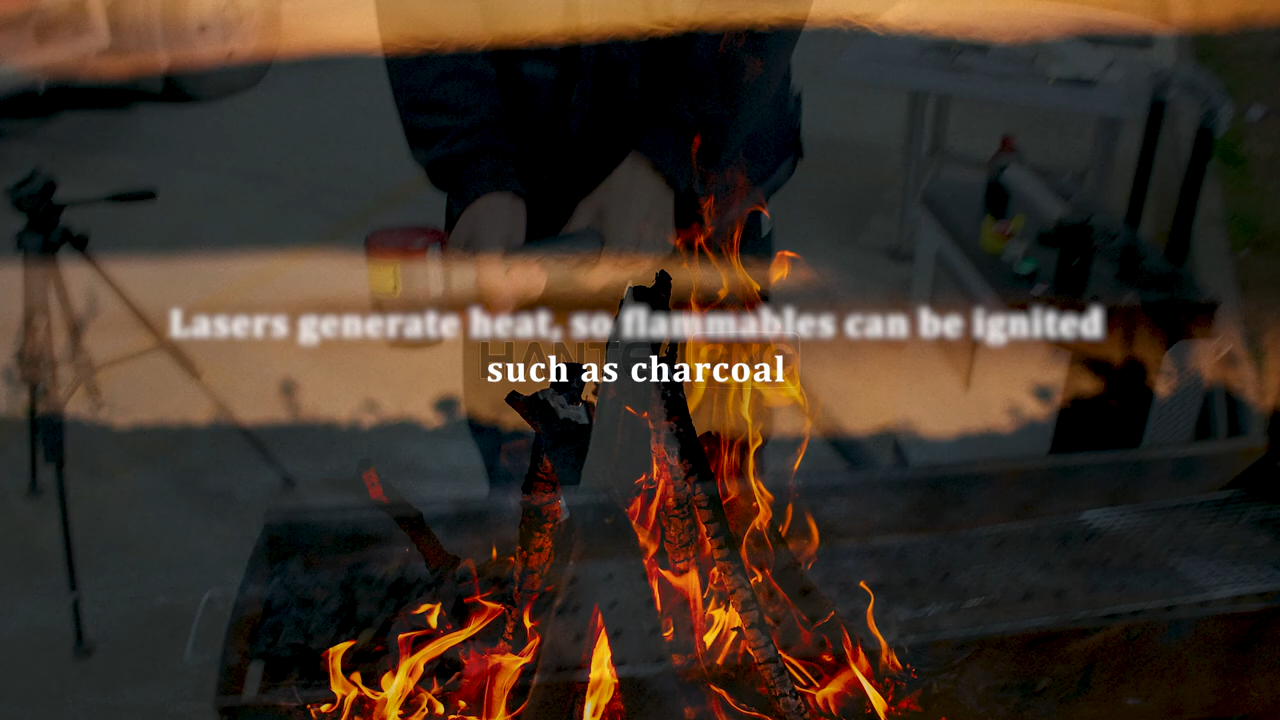 Lasers generate heat, so flammables can be ignited
such as charcoal